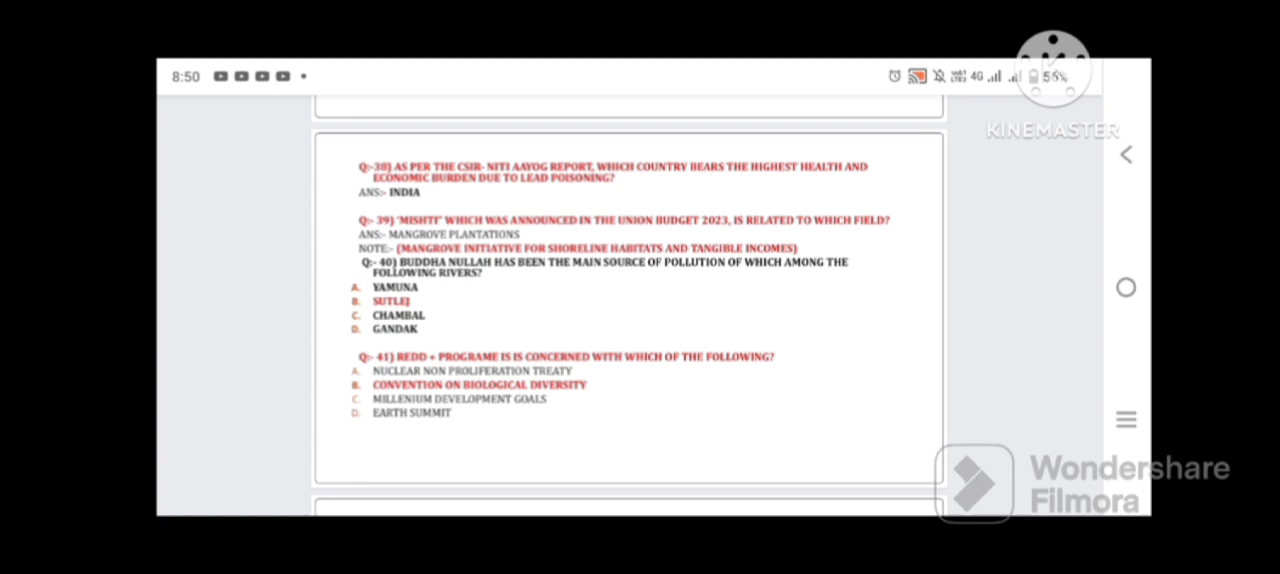 8:50
4G
56%
KINEMASTER
Q:-38) AS PER THE CSIR- NITI AAYOG REPORT, WHICH COUNTRY BEARS THE HIGHEST HEALTH AND
ECONOMIC BURDEN DUE TO LEAD POISONING?
ANS:- INDIA
Q:- 39) 'MISHTI' WHICH WAS ANNOUNCED IN THE UNION BUDGET 2023, IS RELATED TO WHICH FIELD?
ANS:- MANGROVE PLANTATIONS
NOTE:- (MANGROVE INITIATIVE FOR SHORELINE HABITATS AND TANGIBLE INCOMES)
Q:- 40) BUDDHA NULLAH HAS BEEN THE MAIN SOURCE OF POLLUTION OF WHICH AMONG THE
FOLLOWING RIVERS?
A. YAMUNA
B. SUTLEJ
C. CHAMBAL
D. GANDAK
Q:- 41) REDD + PROGRAME IS IS CONCERNED WITH WHICH OF THE FOLLOWING?
A. NUCLEAR NON PROLIFERATION TREATY
B. CONVENTION ON BIOLOGICAL DIVERSITY
C. MILLENIUM DEVELOPMENT GOALS
D. EARTH SUMMIT
Wondershare
Filmora